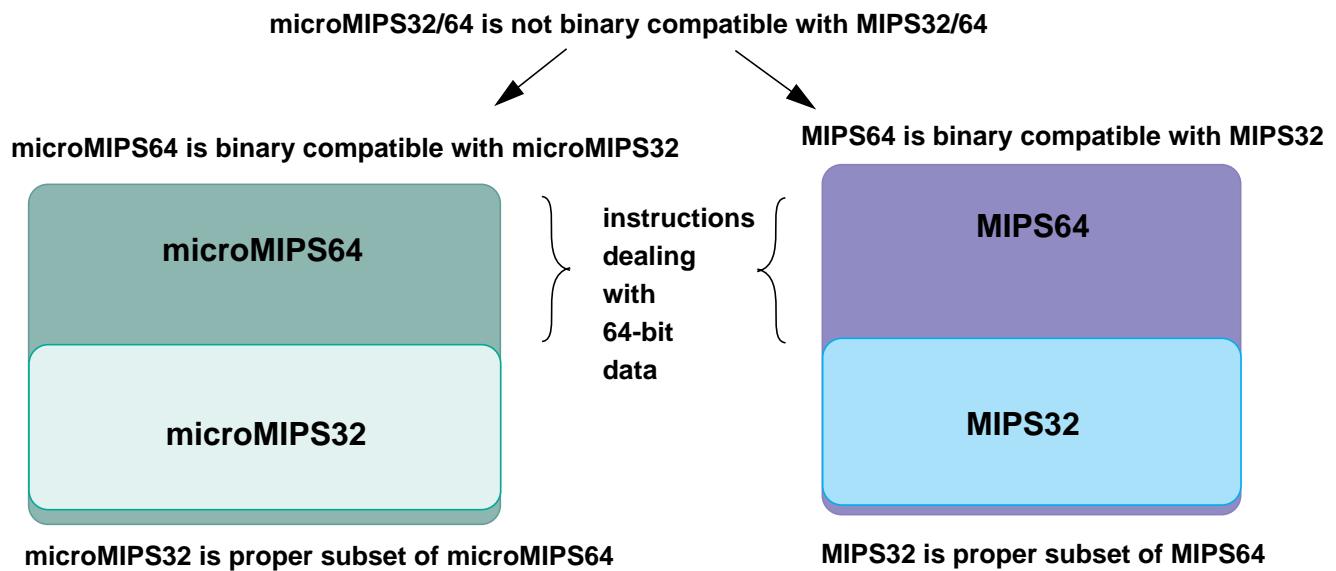 microMIPS32/64 is not binary compatible with MIPS32/64
microMIPS64 is binary compatible with microMIPS32
MIPS64 is binary compatible with MIPS32
microMIPS64
instructions
dealing
with
64-bit
data
MIPS64
microMIPS32
MIPS32
microMIPS32 is proper subset of microMIPS64
MIPS32 is proper subset of MIPS64